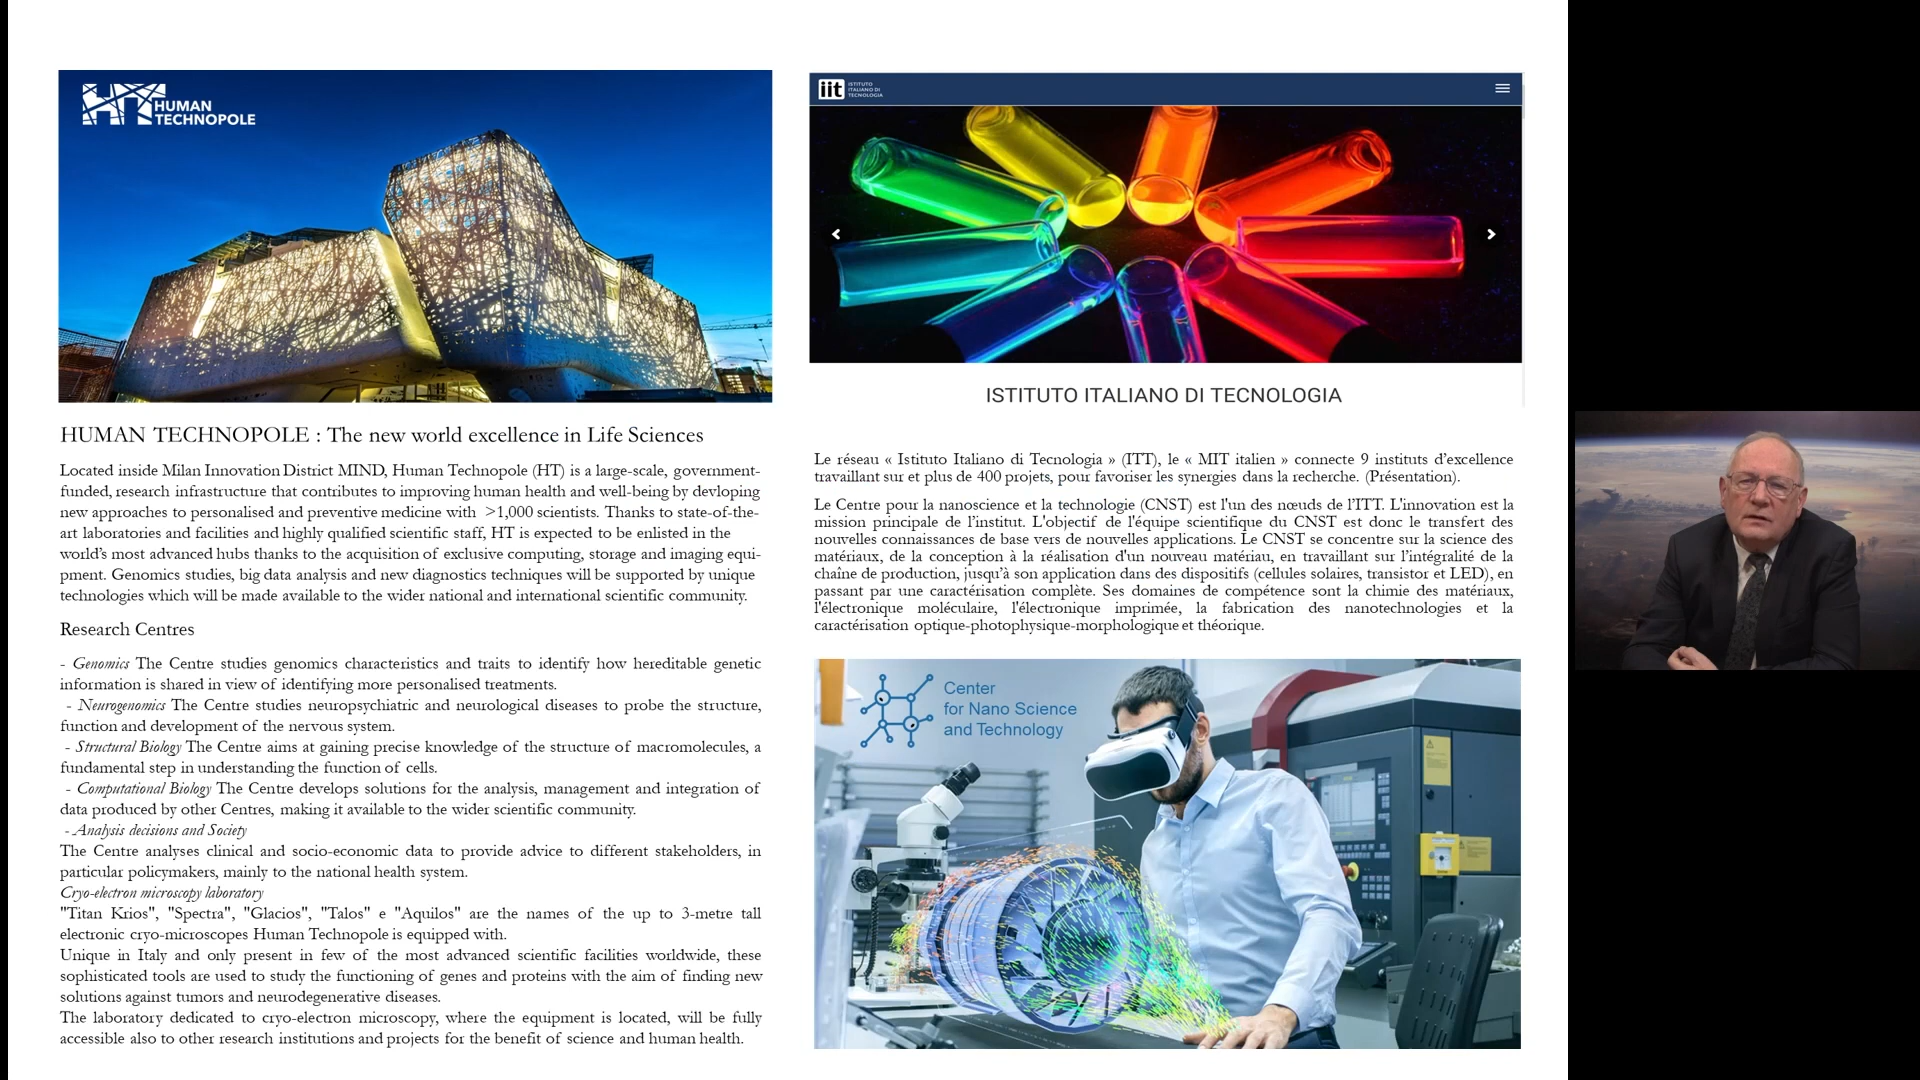 HUMAN
TECHNOPOLE
HUMAN TECHNOPOLE : The new world excellence in Life Sciences
Located inside Milan Innovation District MIND, Human Technopole (HT) is a large-scale, government-
funded, research infrastructure that contributes to improving human health and well-being by devloping
new approaches to personalised and preventive medicine with >1,000 scientists. Thanks to state-of-the-
art laboratories and facilities and highly qualified scientific staff, HT is expected to be enlisted in the
world's most advanced hubs thanks to the acquisition of exclusive computing, storage and imaging equi-
pment. Genomics studies, big data analysis and new diagnostics techniques will be supported by unique
technologies which will be made available to the wider national and international scientific community.
Research Centres
- Genomics The Centre studies genomics characteristics and traits to identify how hereditable genetic
information is shared in view of identifying more personalised treatments.
- Neurogenomics The Centre studies neuropsychiatric and neurological diseases to probe the structure,
function and development of the nervous system.
- Structural Biology The Centre aims at gaining precise knowledge of the structure of macromolecules, a
fundamental step in understanding the function of cells.
- Computational Biology The Centre develops solutions for the analysis, management and integration of
data produced by other Centres, making it available to the wider scientific community.
- Analysis decisions and Society
The Centre analyses clinical and socio-economic data to provide advice to different stakeholders, in
particular policymakers, mainly to the national health system.
Cryo-electron microscopy laboratory
"Titan Krios", "Spectra", "Glacios", "Talos" e "Aquilos" are the names of the up to 3-metre tall
electronic cryo-microscopes Human Technopole is equipped with.
Unique in Italy and only present in few of the most advanced scientific facilities worldwide, these
sophisticated tools are used to study the functioning of genes and proteins with the aim of finding new
solutions against tumors and neurodegenerative diseases.
The laboratory dedicated to cryo-electron microscopy, where the equipment is located, will be fully
accessible also to other research institutions and projects for the benefit of science and human health.
iit
ISTITUTO
ITALIANO DI
TECNOLOGIA
ISTITUTO ITALIANO DI TECNOLOGIA
Le réseau « Istituto Italiano di Tecnologia » (ITT), le « MIT italien » connecte 9 instituts d'excellence
travaillant sur et plus de 400 projets, pour favoriser les synergies dans la recherche. (Présentation).
Le Centre pour la nanoscience et la technologie (CNST) est l'un des nœuds de l'ITT. L'innovation est la
mission principale de l'institut. L'objectif de l'équipe scientifique du CNST est donc le transfert des
nouvelles connaissances de base vers de nouvelles applications. Le CNST se concentre sur la science des
matériaux, de la conception à la réalisation d'un nouveau matériau, en travaillant sur l'intégralité de la
chaîne de production, jusqu'à son application dans des dispositifs (cellules solaires, transistor et LED), en
passant par une caractérisation complète. Ses domaines de compétence sont la chimie des matériaux,
l'électronique moléculaire, l'électronique imprimée, la fabrication des nanotechnologies et la
caractérisation optique-photophysique-morphologique et théorique.
Center
for Nano Science
and Technology